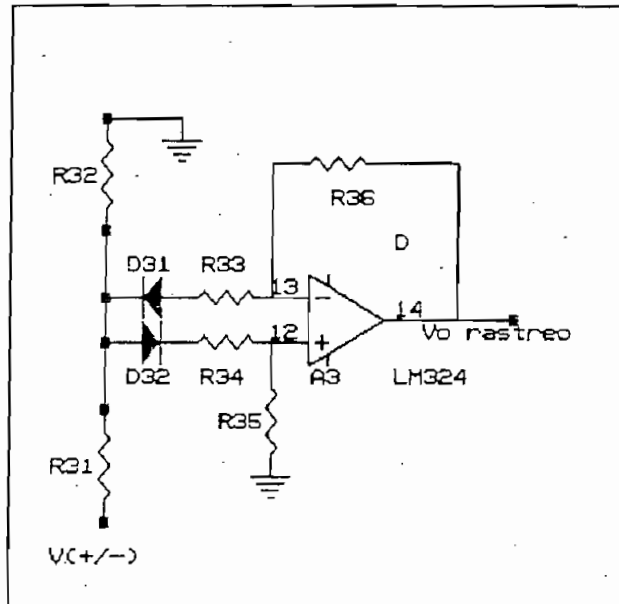 R32
R36
D
D31
R33
13
14
Vo rastreo
12
D32
R34
A3
LM324
R35
R31
V(+/-)